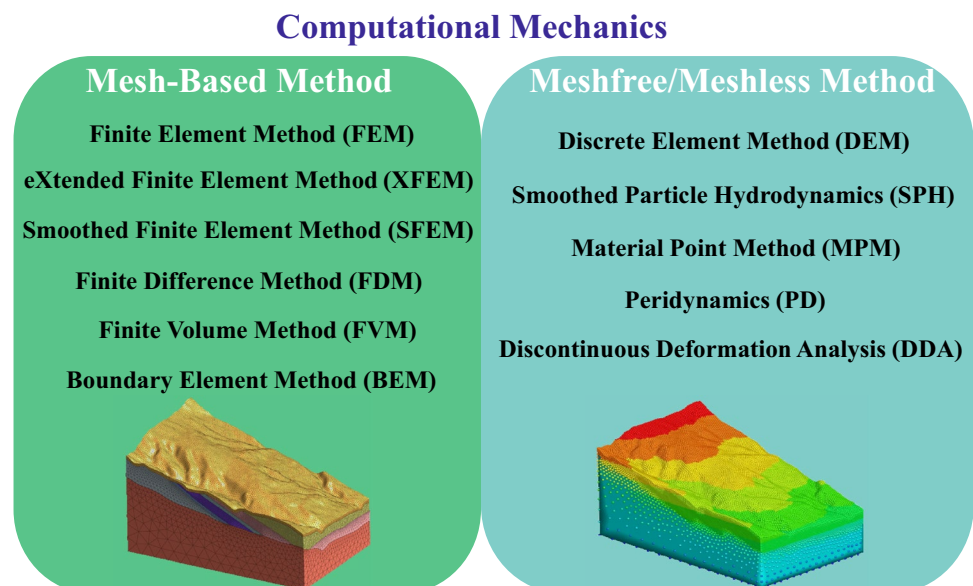 Computational Mechanics
Mesh-Based Method
Finite Element Method (FEM)
eXtended Finite Element Method (XFEM)
Smoothed Finite Element Method (SFEM)
Finite Difference Method (FDM)
Finite Volume Method (FVM)
Boundary Element Method (BEM)
Meshfree/Meshless Method
Discrete Element Method (DEM)
Smoothed Particle Hydrodynamics (SPH)
Material Point Method (MPM)
Peridynamics (PD)
Discontinuous Deformation Analysis (DDA)